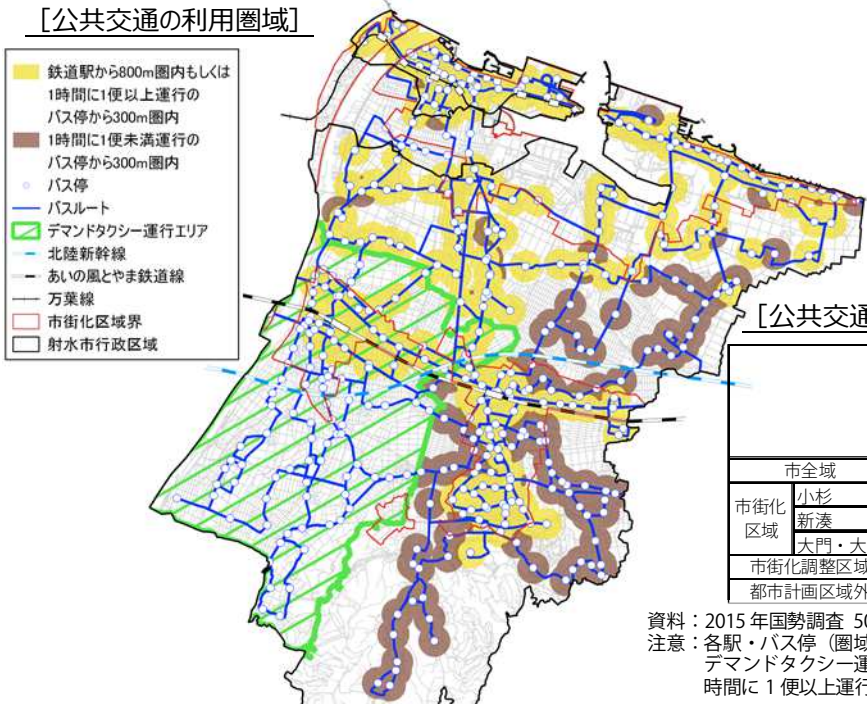 ［公共交通の利用圏域］
鉄道駅から800m圏内もしくは
1時間に1便以上運行の
バス停から300m圏内
1時間に1便未満運行の
バス停から300m圏内
バス停
バスルート
デマンドタクシー運行エリア
北陸新幹線
あいの風とやま鉄道線
万葉線
市街化区域界
射水市行政区域
［公共交通
市全域
市街化
区域
小杉
新湊
大門・大
市街化調整区域
都市計画区域外
資料：2015 年国勢調査 50
注意：各駅・バス停（圏域
デマンドタクシー運
時間に 1 便以上運行